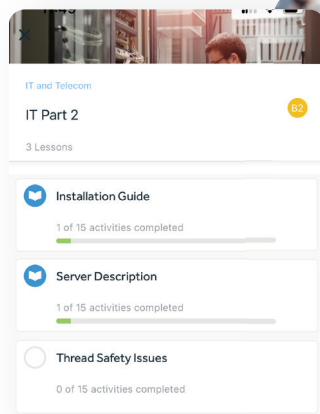 IT and Telecom
IT Part 2
B2
3 Lessons
Installation Guide
1 of 15 activities completed
Server Description
1 of 15 activities completed
Thread Safety Issues
0 of 15 activities completed